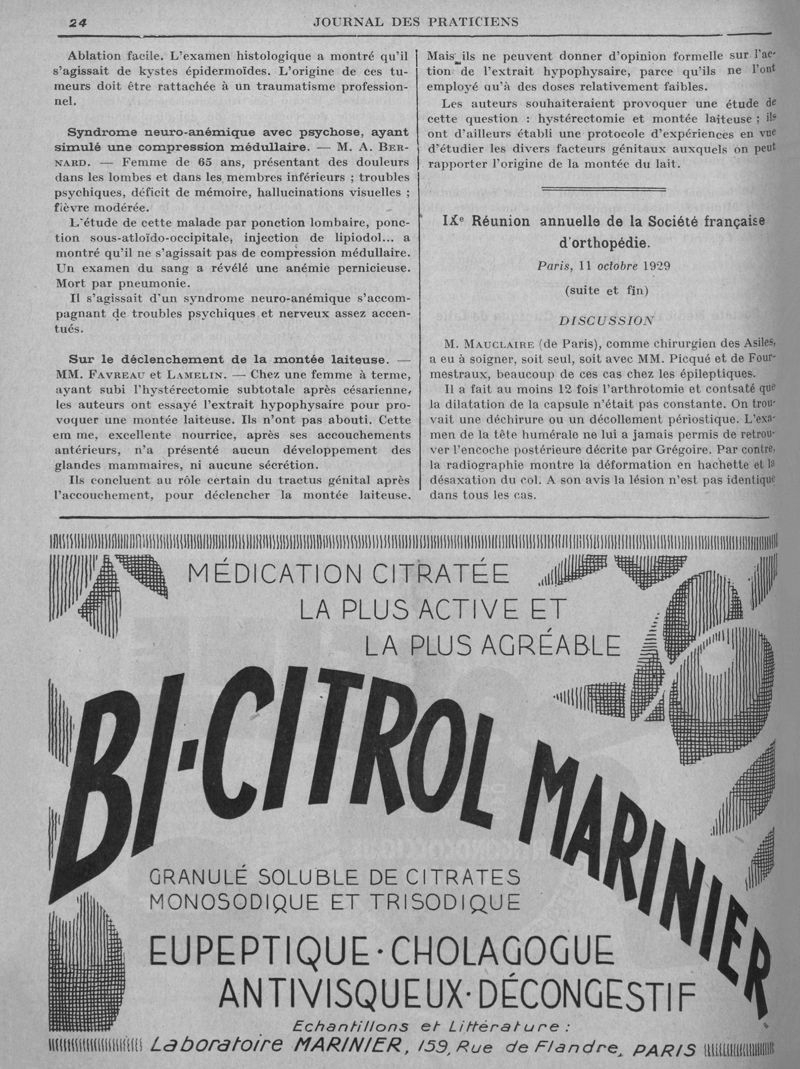 24
JOURNAL DES PRATICIENS
Ablation facile. L'examen histologique a montré qu'il
s'agissait de kystes épidermoïdes. L'origine de ces tu-
meurs doit être rattachée à un traumatisme profession-
nel.
Syndrome neuro-anémique avec psychose, ayant
simulé une compression médullaire. — M. A. BER-
NARD. — Femme de 65 ans, présentant des douleurs
dans les lombes et dans les membres inférieurs ; troubles
psychiques, déficit de mémoire, hallucinations visuelles ;
fièvre modérée.
L'étude de cette malade par ponction lombaire, ponc-
tion sous-atloïdo-occipitale, injection de lipiodol... a
montré qu'il ne s'agissait pas de compression médullaire.
Un examen du sang a révélé une anémie pernicieuse.
Mort par pneumonie.
Il s'agissait d'un syndrome neuro-anémique s'accom-
pagnant de troubles psychiques et nerveux assez accen-
tués.
Sur le déclenchement de la montée laiteuse. —
MM. FAVREAU et LAMELIN. — Chez une femme à terme,
ayant subi l'hystérectomie subtotale après césarienne,
les auteurs ont essayé l'extrait hypophysaire pour pro-
voquer une montée laiteuse. Ils n'ont pas abouti. Cette
em me, excellente nourrice, après ses accouchements
antérieurs, n'a présenté aucun développement des
glandes mammaires, ni aucune sécrétion.
Ils concluent au rôle certain du tractus génital après
l'accouchement, pour déclencher la montée laiteuse.
Mais ils ne peuvent donner d'opinion formelle sur l'ac-
tion de l'extrait hypophysaire, parce qu'ils ne l'ont
employé qu'à des doses relativement faibles.
Les auteurs souhaiteraient provoquer une étude de
cette question : hystérectomie et montée laiteuse ; ils
ont d'ailleurs établi une protocole d'expériences en vue
d'étudier les divers facteurs génitaux auxquels on peut
rapporter l'origine de la montée du lait.
IXe Réunion annuelle de la Société française
d'orthopédie.
Paris, 11 octobre 1929
(suite et fin)
DISCUSSION
M. MAUCLAIRE (de Paris), comme chirurgien des Asiles,
a eu à soigner, soit seul, soit avec MM. Picqué et de Four-
mestraux, beaucoup de ces cas chez les épileptiques.
Il a fait au moins 12 fois l'arthrotomie et contsaté que
la dilatation de la capsule n'était pas constante. On trou-
vait une déchirure ou un décollement périostique. L'exa-
men de la tête humérale ne lui a jamais permis de retrou-
ver l'encoche postérieure décrite par Grégoire. Par contre,
la radiographie montre la déformation en hachette et la
désaxation du col. A son avis la lésion n'est pas identique
dans tous les cas.
MÉDICATION CITRATÉE
LA PLUS ACTIVE ET
LA PLUS AGRÉABLE
BI-CITROL MARINIER
GRANULÉ SOLUBLE DE CITRATES
MONOSODIQUE ET TRISODIQUE
EUPEPTIQUE · CHOLAGOGUE
ANTIVISQUEUX · DÉCONGESTIF
Echantillons et Littérature :
Laboratoire MARINIER, 159, Rue de Flandre, PARIS